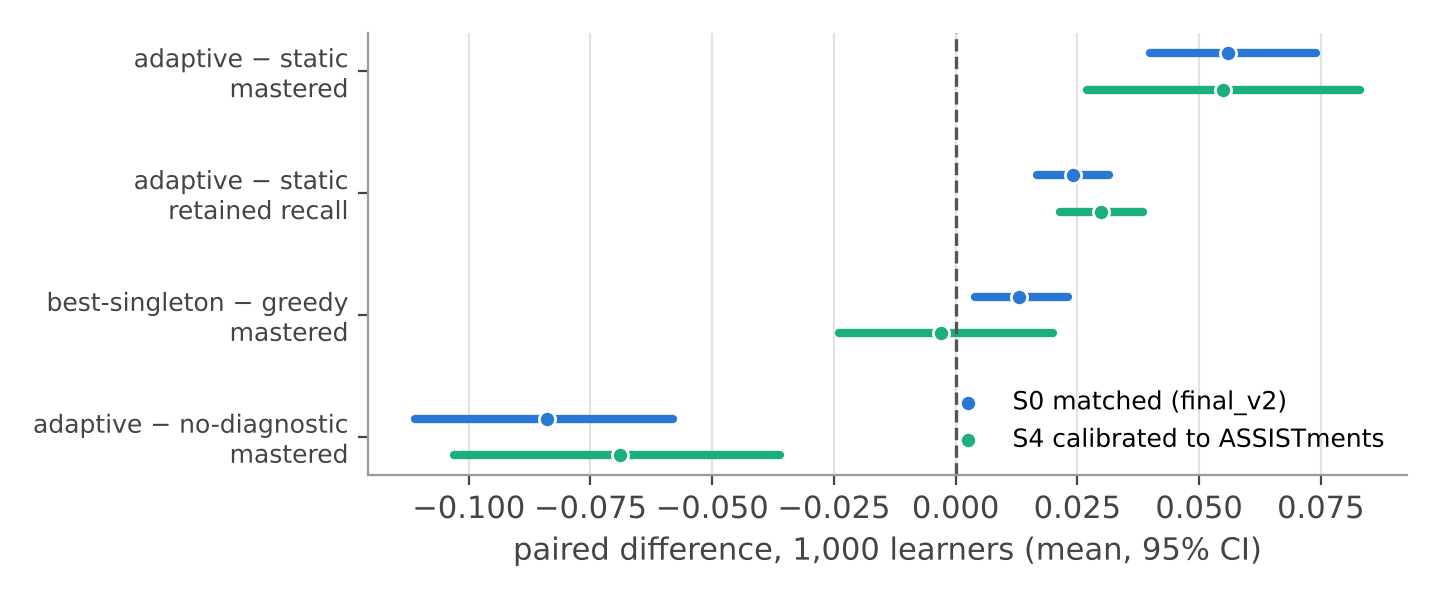 adaptive − static
mastered
adaptive − static
retained recall
best-singleton − greedy
mastered
adaptive − no-diagnostic
mastered
S0 matched (final_v2)
S4 calibrated to ASSISTments
−0.100 −0.075 −0.050 −0.025 0.000 0.025 0.050 0.075
paired difference, 1,000 learners (mean, 95% CI)